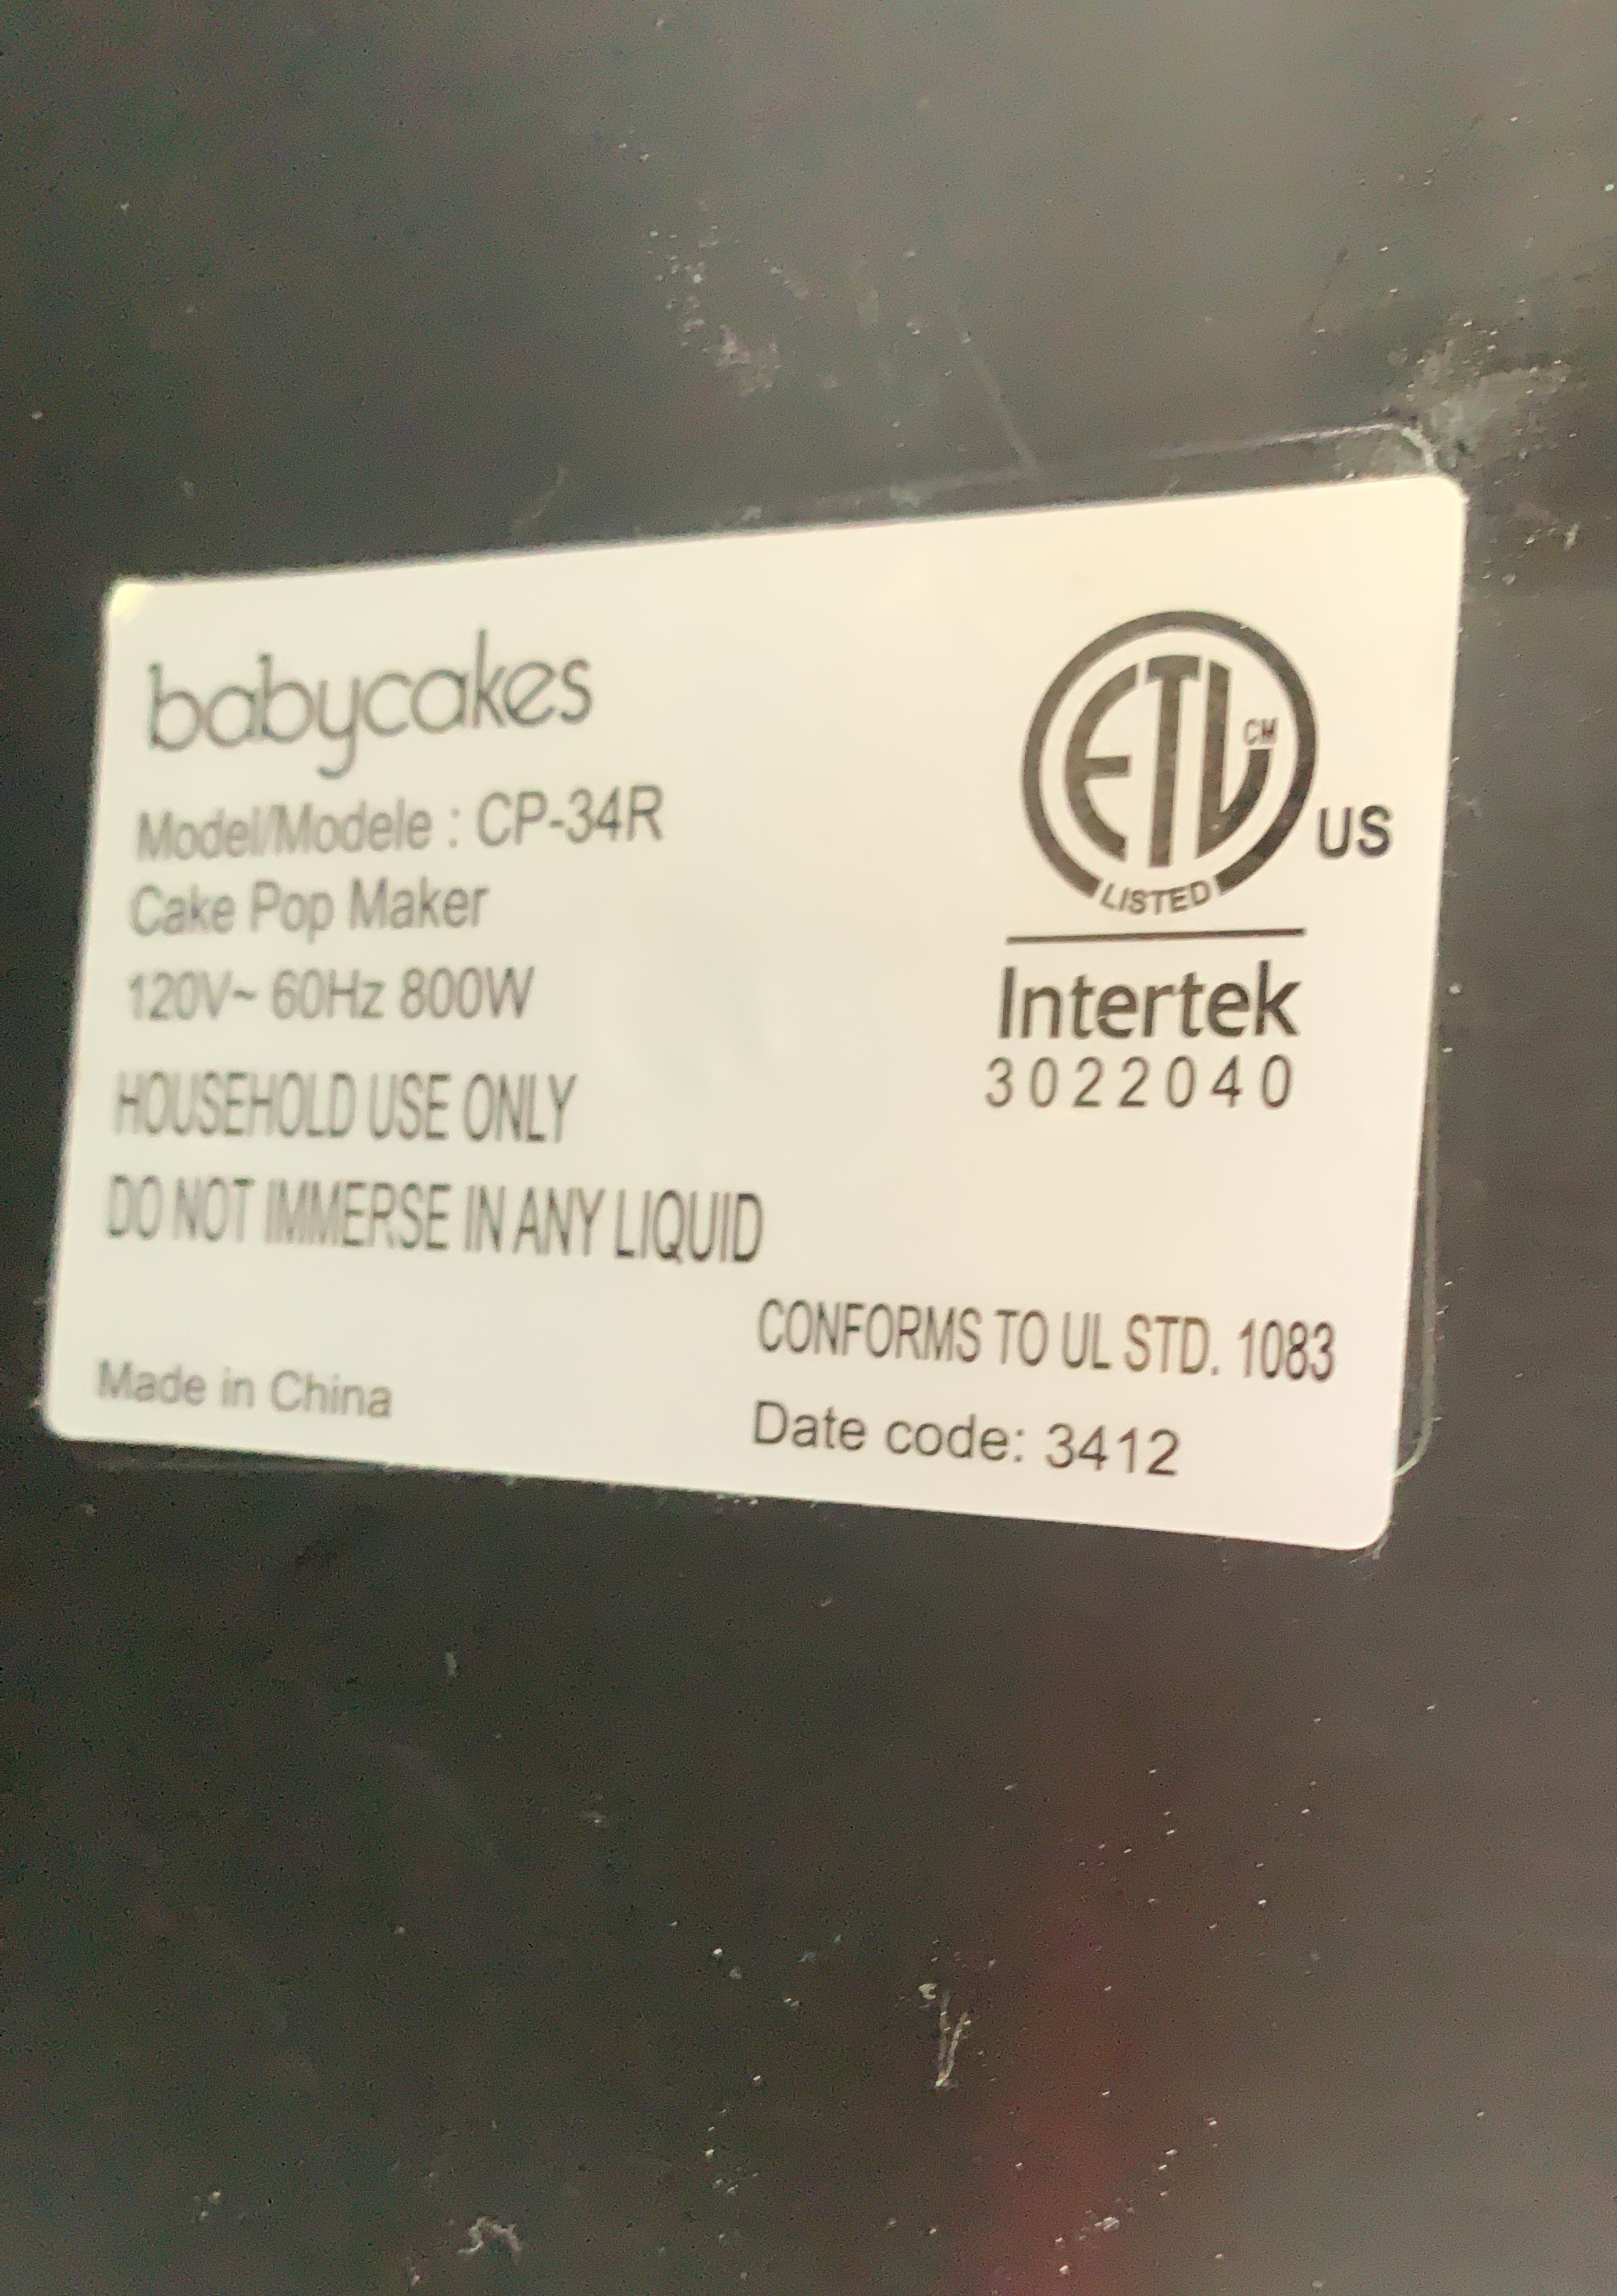 babycakes
Model/Modele : CP-34R
Cake Pop Maker
120V~ 60Hz 800W
HOUSEHOLD USE ONLY
DO NOT IMMERSE IN ANY LIQUID
Made in China
ETL CM
LISTED
US
Intertek
3022040
CONFORMS TO UL STD. 1083
Date code: 3412